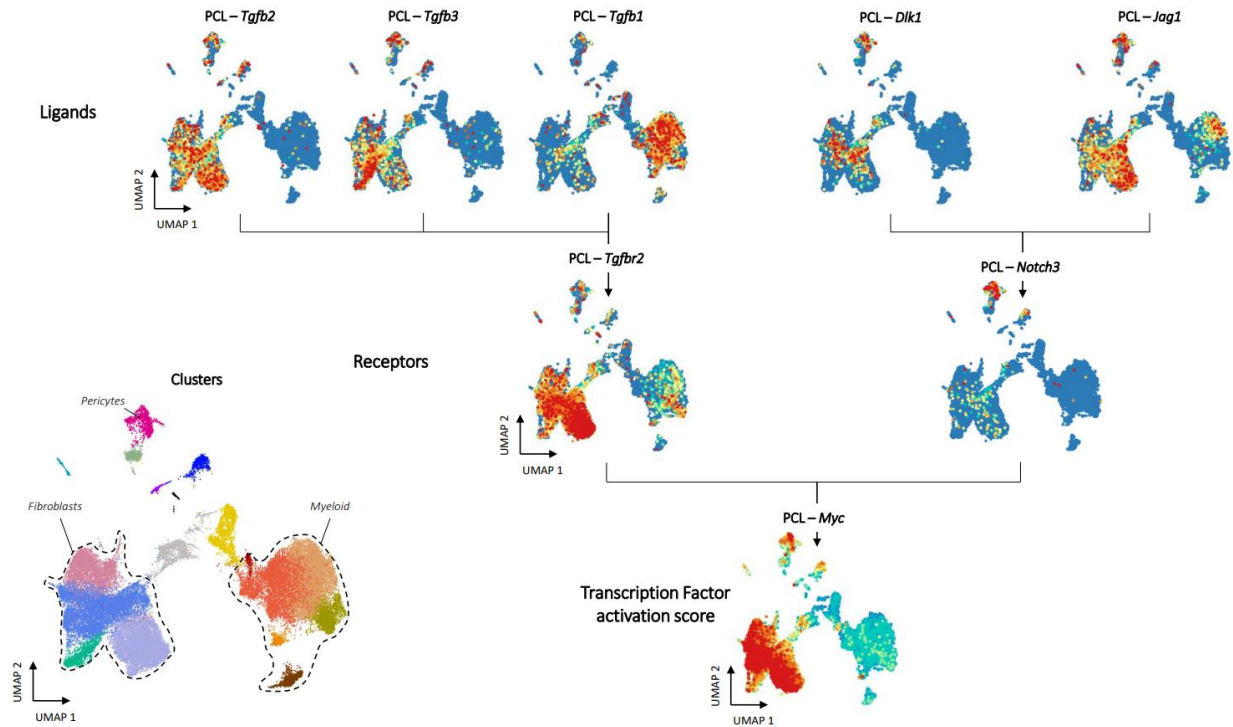 PCL – Tgfb2
PCL – Tgfb3
PCL – Tgfb1
PCL – Dlk1
PCL – Jag1
Ligands
UMAP 2
UMAP 1
PCL – Tgfbr2
PCL – Notch3
Receptors
UMAP 2
UMAP 1
Clusters
Pericytes
Fibroblasts
Myeloid
UMAP 2
UMAP 1
PCL – Myc
Transcription Factor
activation score
UMAP 2
UMAP 1